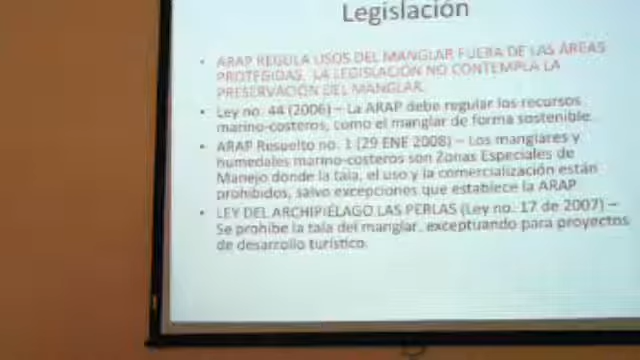 Legislación
• ARAP REGULA USOS DEL MANGLAR FUERA DE LAS ÁREAS
PROTEGIDAS. LA LEGISLACIÓN NO CONTEMPLA LA
PRESERVACIÓN DEL MANGLAR.
• Ley no. 44 (2006) – La ARAP debe regular los recursos
marino-costeros, como el manglar de forma sostenible.
• ARAP Resuelto no. 1 (29 ENE 2008) – Los manglares y
humedales marino-costeros son Zonas Especiales de
Manejo donde la tala, el uso y la comercialización están
prohibidos, salvo excepciones que establece la ARAP
• LEY DEL ARCHIPIÉLAGO LAS PERLAS (Ley no. 17 de 2007) –
Se prohibe la tala del manglar, exceptuando para proyectos
de desarrollo turístico.